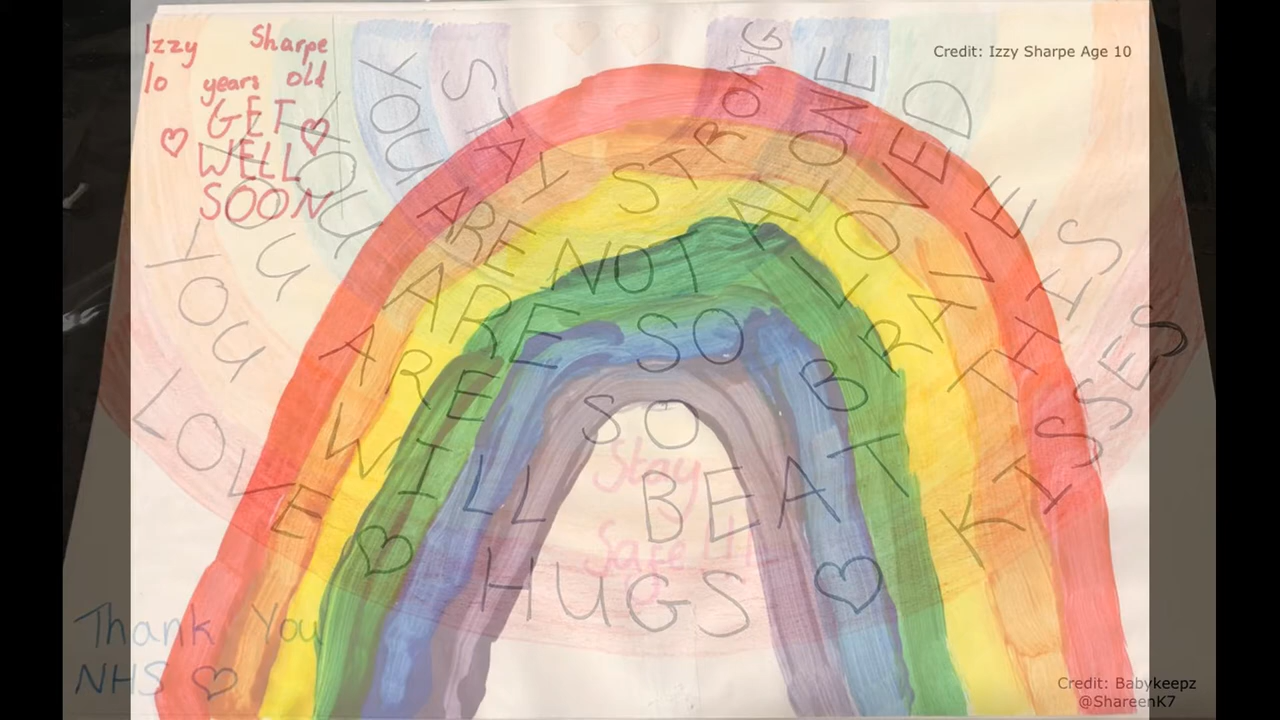 Izzy Sharpe
10 years old
GET
WELL
SOON
Credit: Izzy Sharpe Age 10
STAY STRONG
YOU ARE NOT ALONE
YOU ARE SO LOVED
YOU ARE SO BRAVE
YOU WILL BEAT THIS
LOVE HUGS KISSES
Stay
Safe !!!
Thank You
NHS
Credit: Babykeepz
@ShareenK7